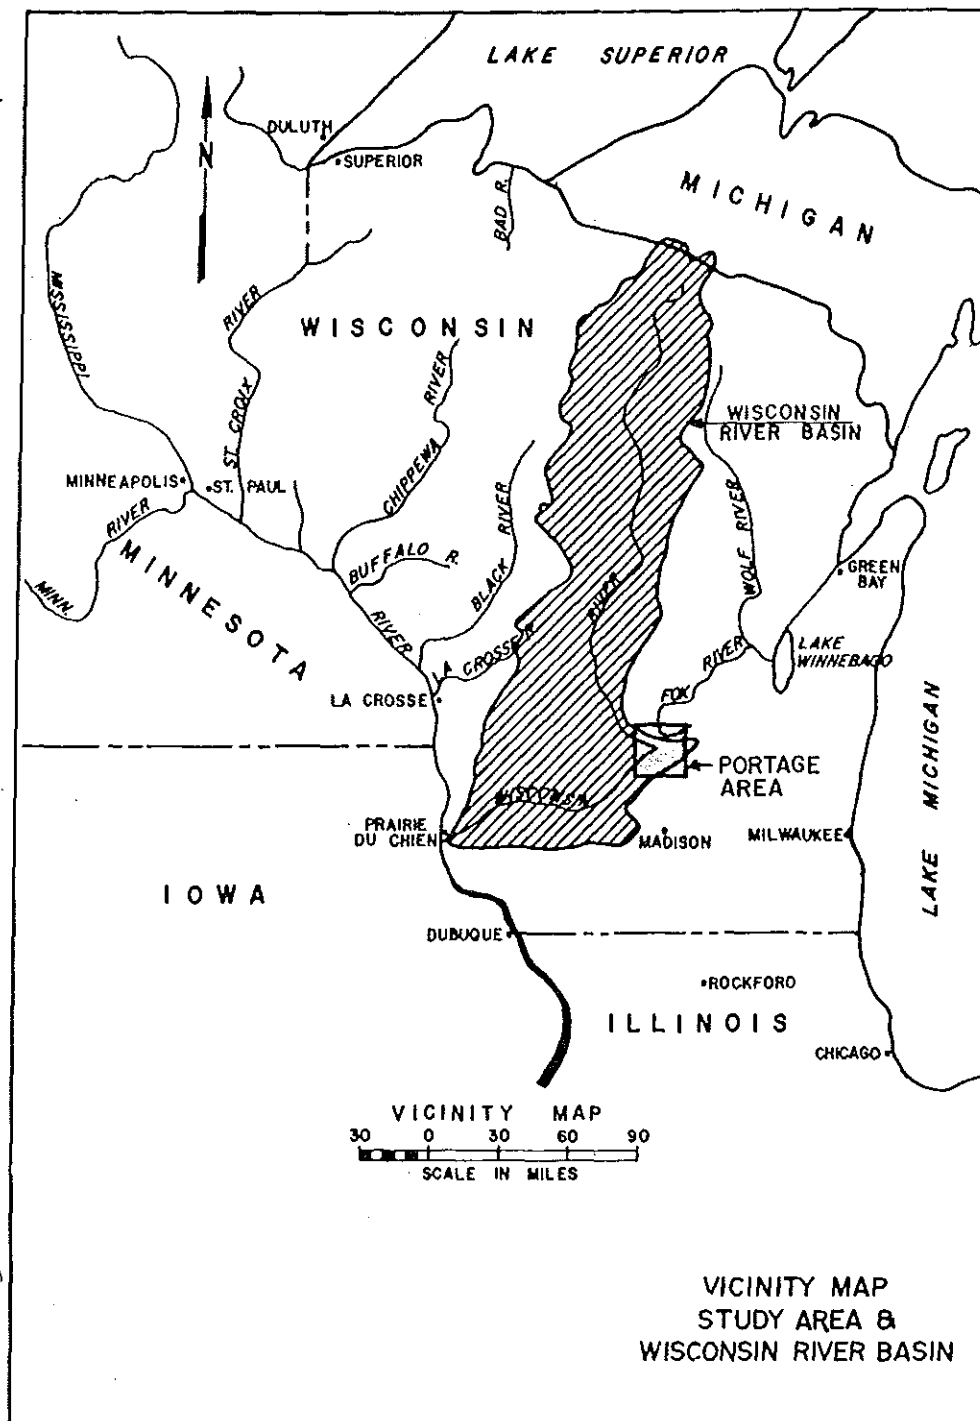 LAKE SUPERIOR
DULUTH
SUPERIOR
N
BAD R.
MICHIGAN
MISSISSIPPI
RIVER
ST. CROIX
WISCONSIN
RIVER
CHIPPEWA
WISCONSIN
RIVER BASIN
MINNEAPOLIS
ST. PAUL
RIVER
MINN.
MINNESOTA
BUFFALO R.
RIVER
BLACK
RIVER
WOLF RIVER
GREEN
BAY
RIVER
LA CROSSE R.
RIVER
FOX
LAKE
WINNEBAGO
LA CROSSE
PORTAGE
AREA
WISCONSIN
PRAIRIE
DU CHIEN
MADISON
MILWAUKEE
LAKE MICHIGAN
IOWA
DUBUQUE
ROCKFORD
ILLINOIS
CHICAGO
VICINITY MAP
30 0 30 60 90
SCALE IN MILES
VICINITY MAP
STUDY AREA &
WISCONSIN RIVER BASIN